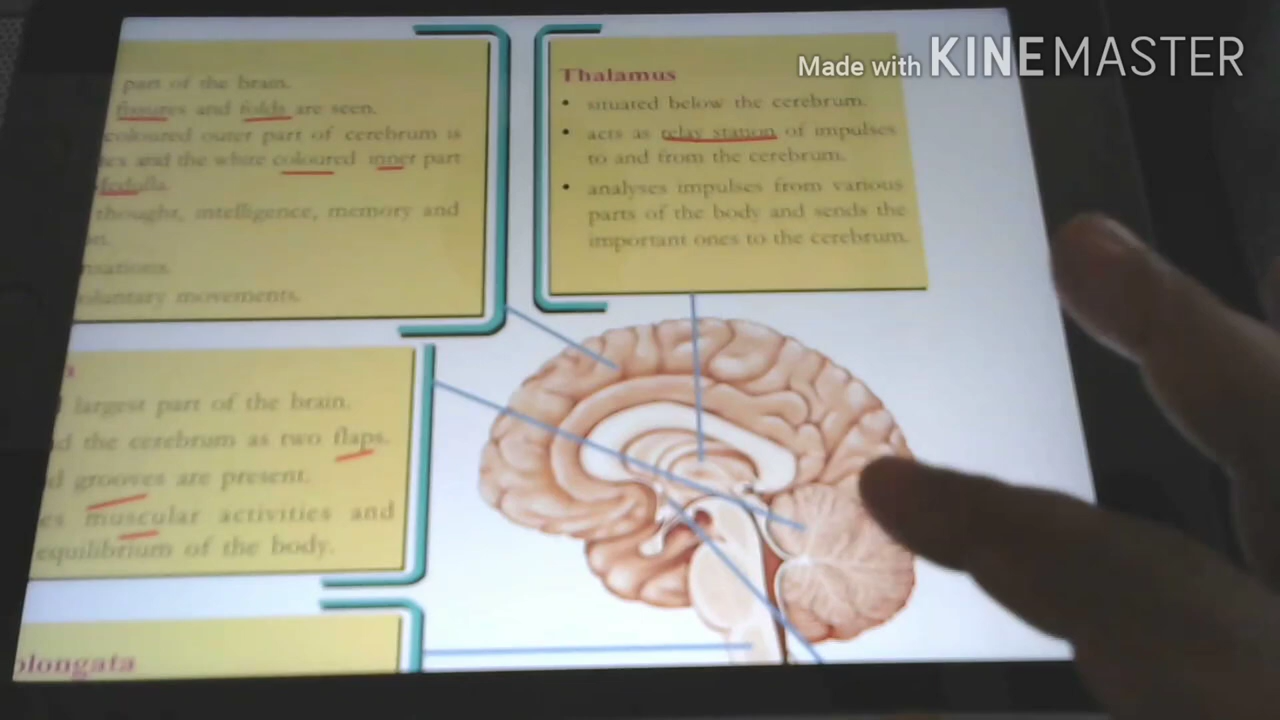 Made with KINEMASTER
part of the brain.
fissures and folds are seen.
coloured outer part of cerebrum is
and the white coloured inner part
thought, intelligence, memory and
voluntary movements.
Thalamus
• situated below the cerebrum.
• acts as relay station of impulses
to and from the cerebrum.
• analyses impulses from various
parts of the body and sends the
important ones to the cerebrum.
largest part of the brain.
the cerebrum as two flaps.
grooves are present.
muscular activities and
equilibrium of the body.
olongata